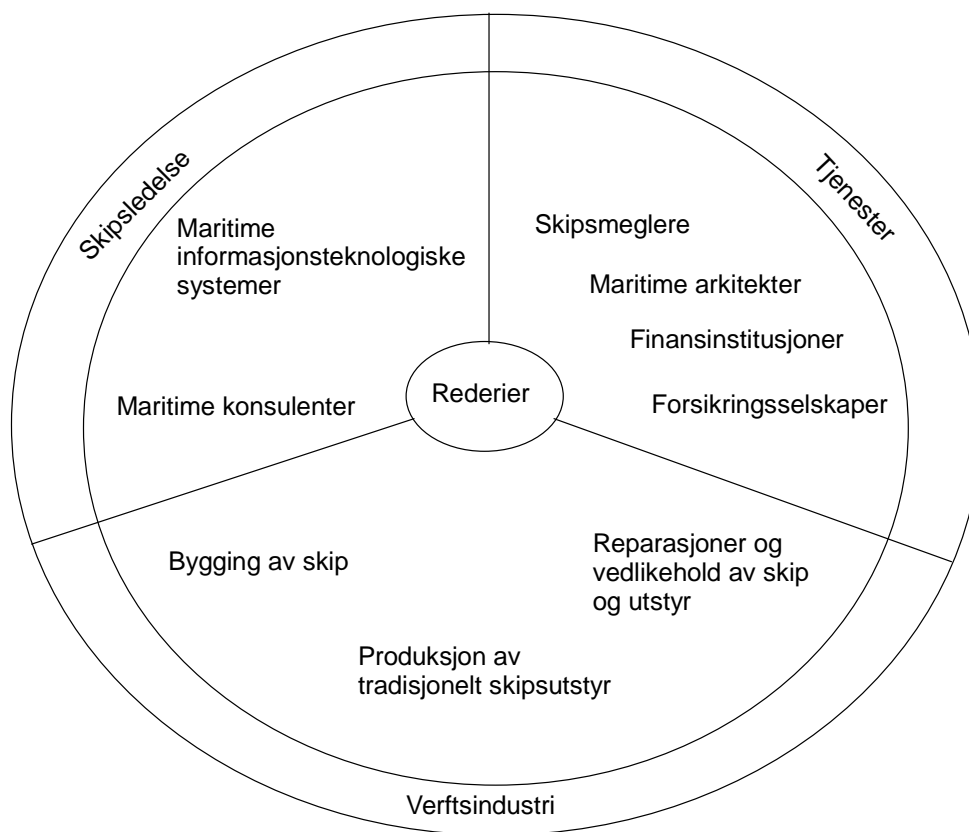 Skipsledelse
Tjenester
Maritime
informasjonsteknologiske
systemer
Skipsmeglere
Maritime arkitekter
Finansinstitusjoner
Rederier
Maritime konsulenter
Forsikringsselskaper
Bygging av skip
Reparasjoner og
vedlikehold av skip
og utstyr
Produksjon av
tradisjonelt skipsutstyr
Verftsindustri